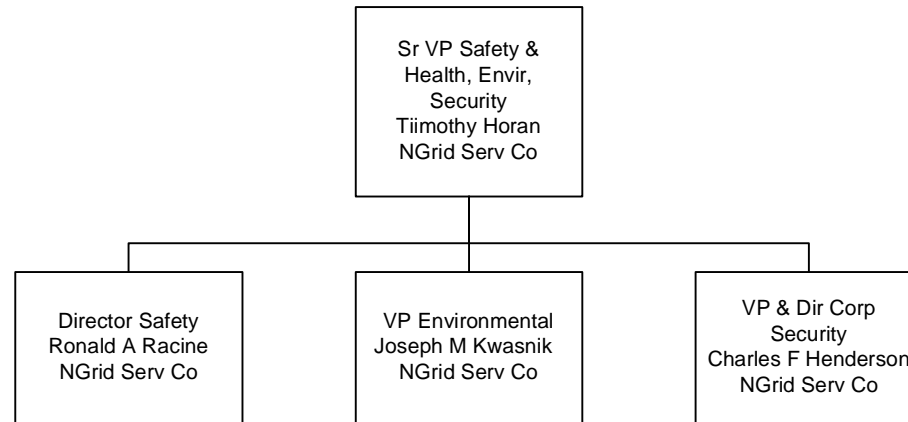 Sr VP Safety &
Health, Envir,
Security
Tiimothy Horan
NGrid Serv Co
Director Safety
Ronald A Racine
NGrid Serv Co
VP Environmental
Joseph M Kwasnik
NGrid Serv Co
VP & Dir Corp
Security
Charles F Henderson
NGrid Serv Co